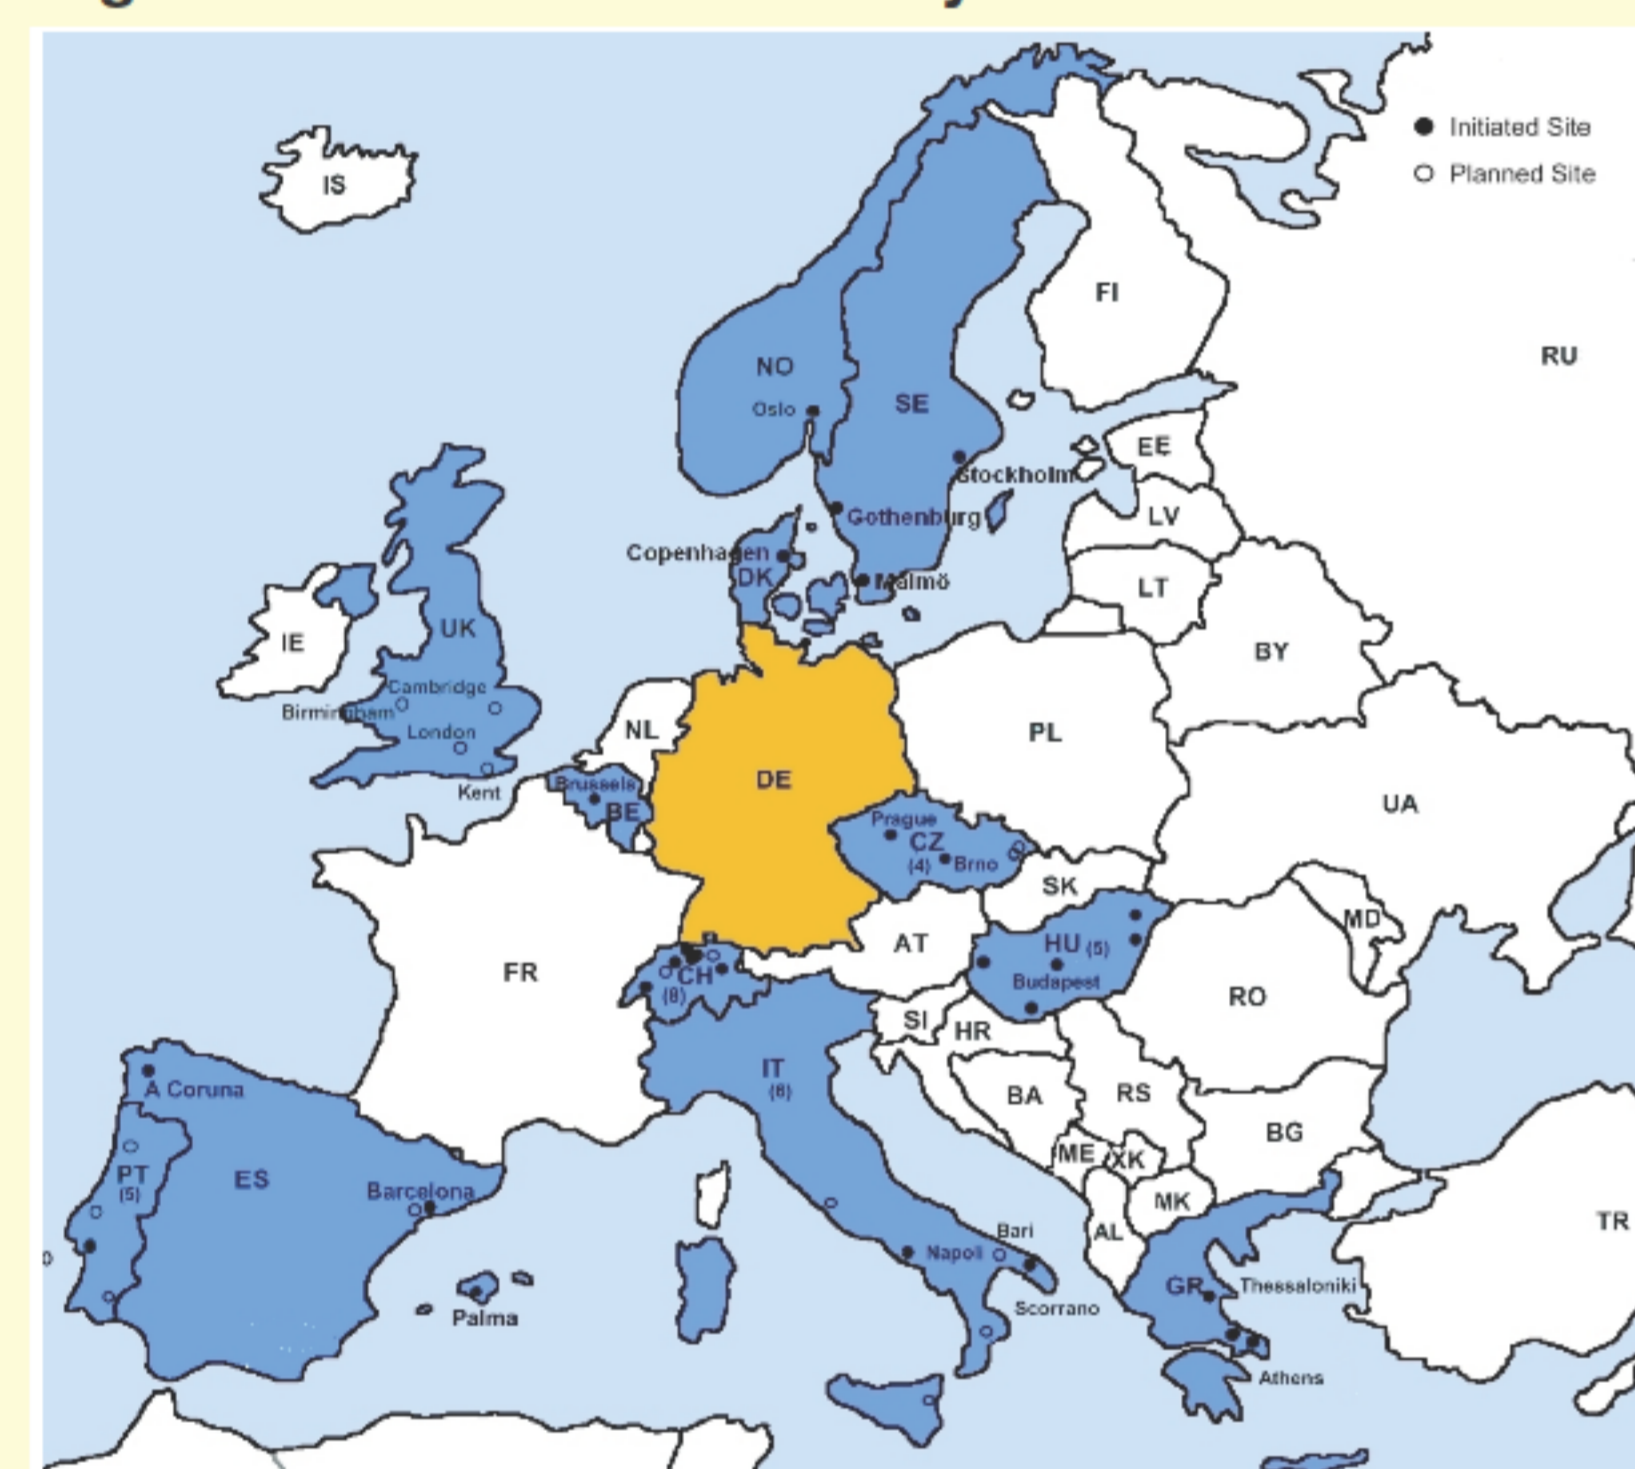 Initiated Site
Planned Site
IS
FI
RU
NO
Oslo
SE
EE
Stockholm
LV
Gothenburg
Copenhagen
DK
Malmö
LT
IE
UK
BY
Cambridge
Birmingham
London
Kent
NL
PL
DE
Brussels
BE
UA
Prague
CZ
(4)
Brno
SK
MD
AT
HU (5)
Budapest
FR
CH
(8)
RO
SI
HR
IT
(8)
BA
RS
A Coruna
BG
ME
XK
PT
(5)
ES
Barcelona
MK
AL
TR
Bari
Napoli
GR
Thessaloniki
Scorrano
Palma
Athens